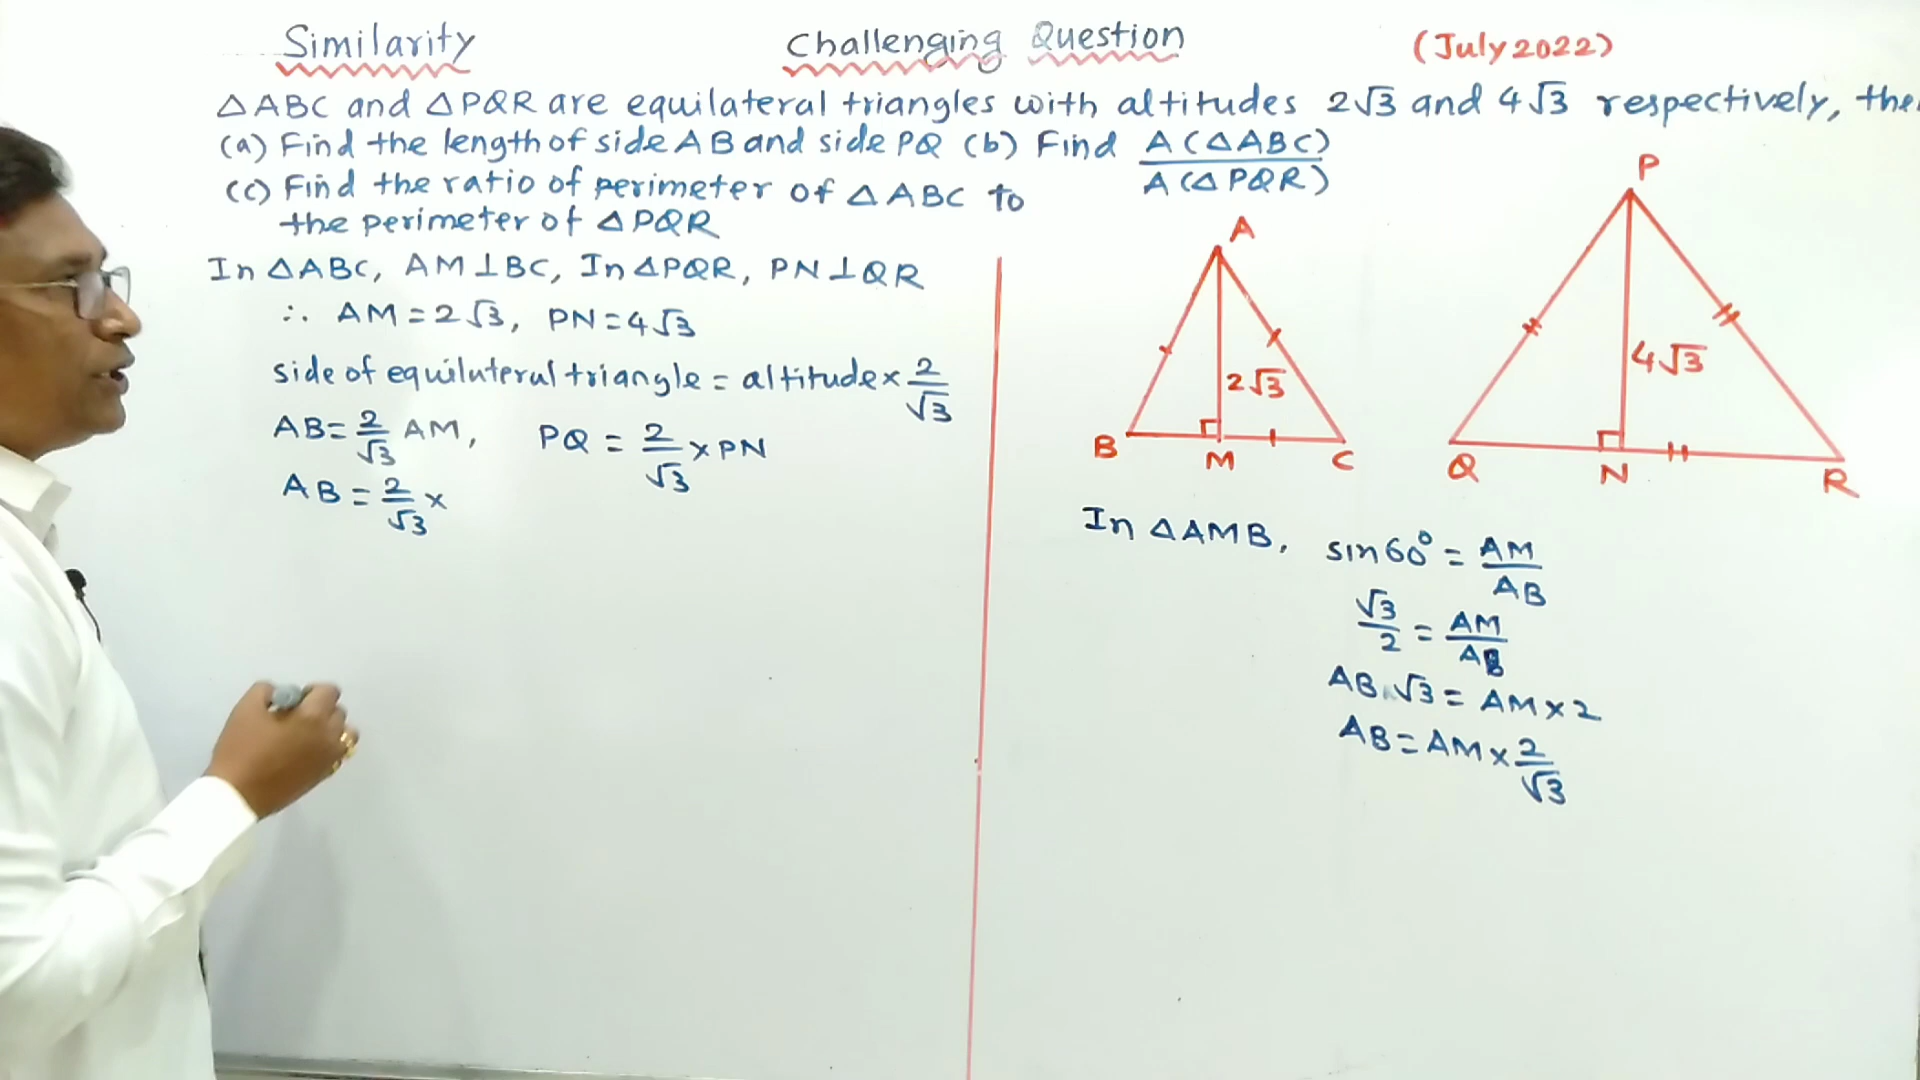 Similarity
Challenging Question
(July 2022)
△ABC and △PQR are equilateral triangles with altitudes 2√3 and 4√3 respectively,
(a) Find the length of side AB and side PQ (b) Find A(△ABC)/A(△PQR)
(c) Find the ratio of perimeter of △ABC to
the perimeter of △PQR
In △ABC, AM⊥BC, In △PQR, PN⊥QR
∴ AM=2√3, PN=4√3
side of equiluterul triangle = altitude × 2/√3
AB = 2/√3 AM, PQ = 2/√3 × PN
AB = 2/√3 ×
A
2√3
B
M
C
P
4√3
Q
N
R
In △AMB, sin60° = AM/AB
√3/2 = AM/AB
AB.√3 = AM×2
AB = AM × 2/√3